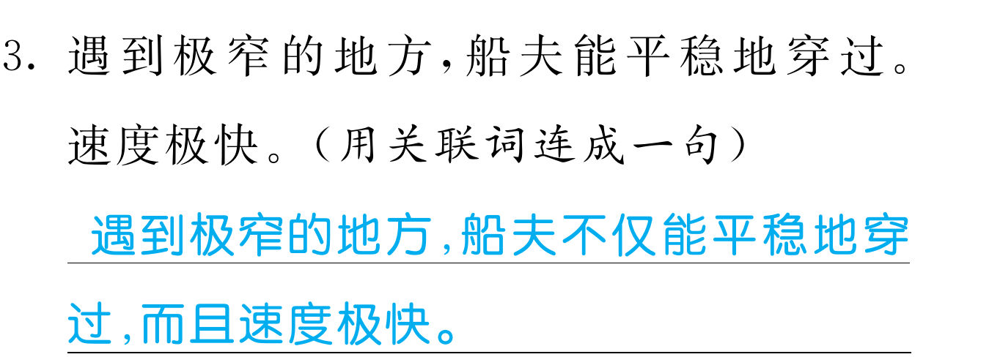 3. 遇到极窄的地方,船夫能平稳地穿过。
速度极快。(用关联词连成一句)
遇到极窄的地方,船夫不仅能平稳地穿
过,而且速度极快。